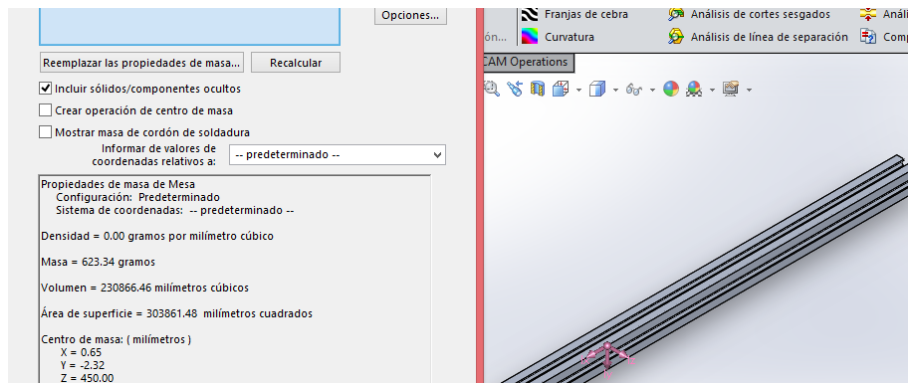 Opciones...
Reemplazar las propiedades de masa...
Recalcular
Incluir sólidos/componentes ocultos
Crear operación de centro de masa
Mostrar masa de cordón de soldadura
Informar de valores de
coordenadas relativos a:
-- predeterminado --
Propiedades de masa de Mesa
Configuración: Predeterminado
Sistema de coordenadas: -- predeterminado --
Densidad = 0.00 gramos por milímetro cúbico
Masa = 623.34 gramos
Volumen = 230866.46 milímetros cúbicos
Área de superficie = 303861.48 milímetros cuadrados
Centro de masa: ( milímetros )
X = 0.65
Y = -2.32
Z = 450.00
Franjas de cebra
Análisis de cortes sesgados
Análi
ón...
Curvatura
Análisis de línea de separación
Comp
CAM Operations